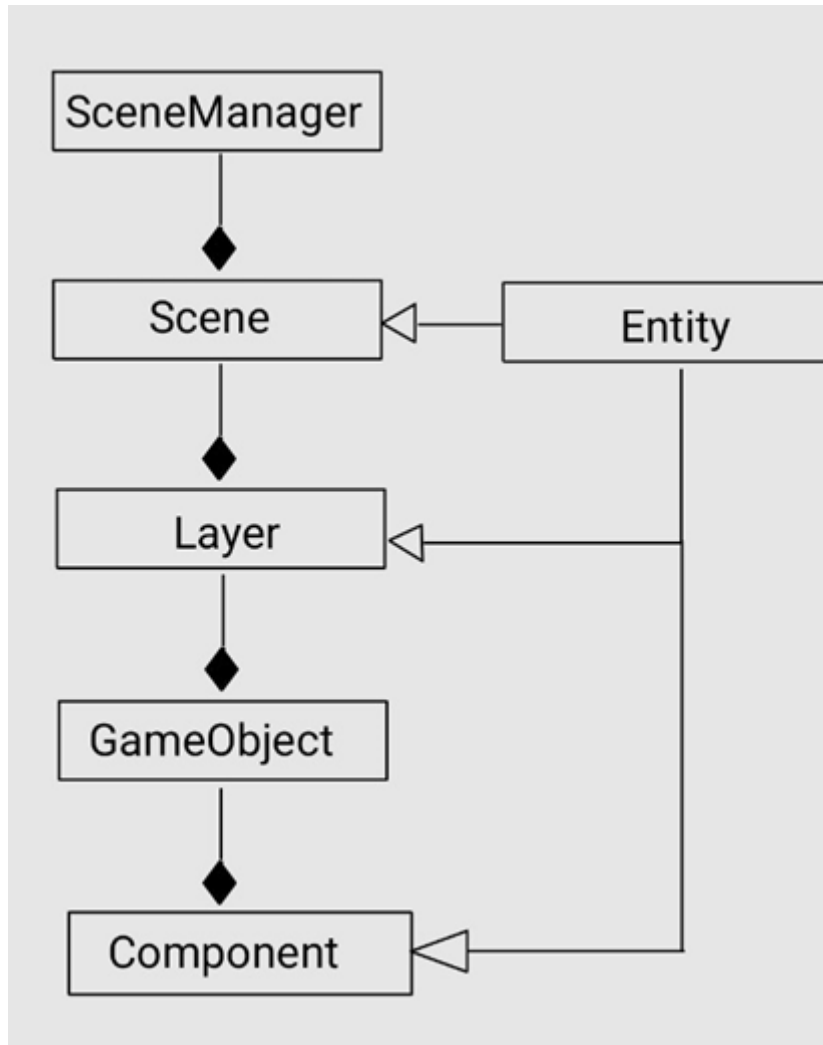 SceneManager
Scene
Entity
Layer
GameObject
Component